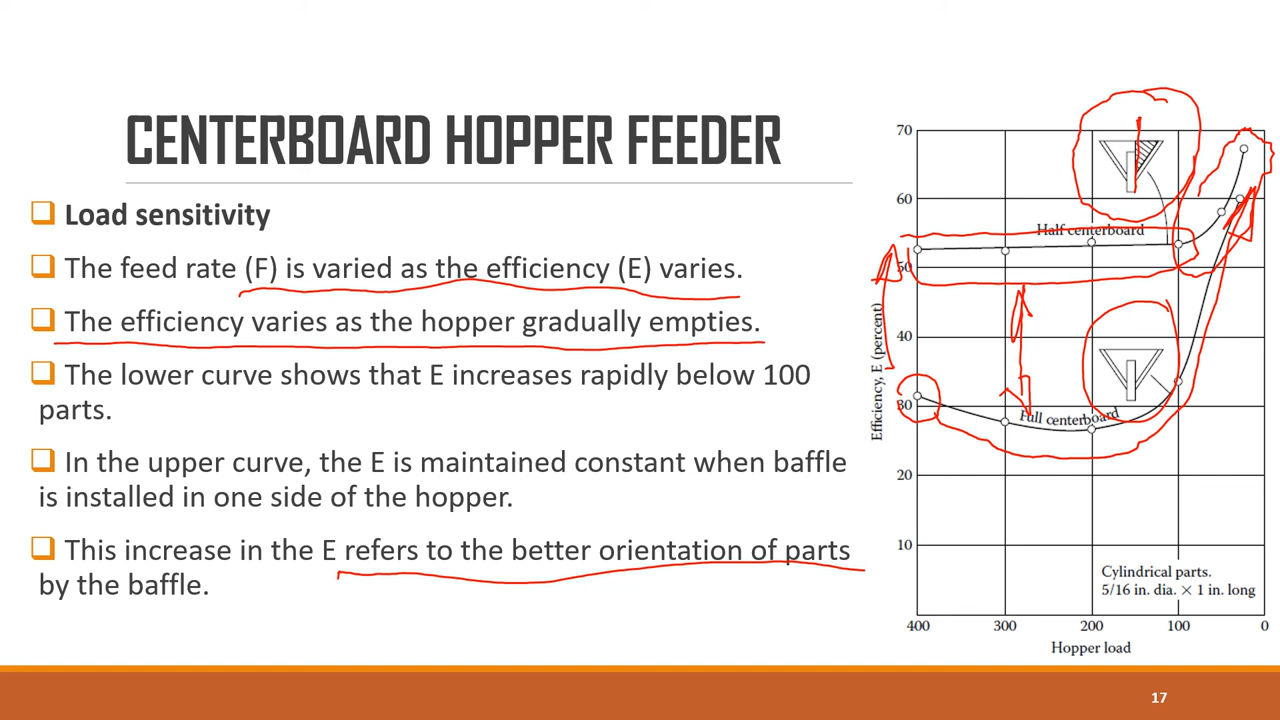 CENTERBOARD HOPPER FEEDER
Load sensitivity
The feed rate (F) is varied as the efficiency (E) varies.
The efficiency varies as the hopper gradually empties.
The lower curve shows that E increases rapidly below 100
parts.
In the upper curve, the E is maintained constant when baffle
is installed in one side of the hopper.
This increase in the E refers to the better orientation of parts
by the baffle.
70
60
50
40
30
20
10
Efficiency, E (percent)
Half centerboard
Full centerboard
Cylindrical parts.
5/16 in. dia. × 1 in. long
400 300 200 100 0
Hopper load
17